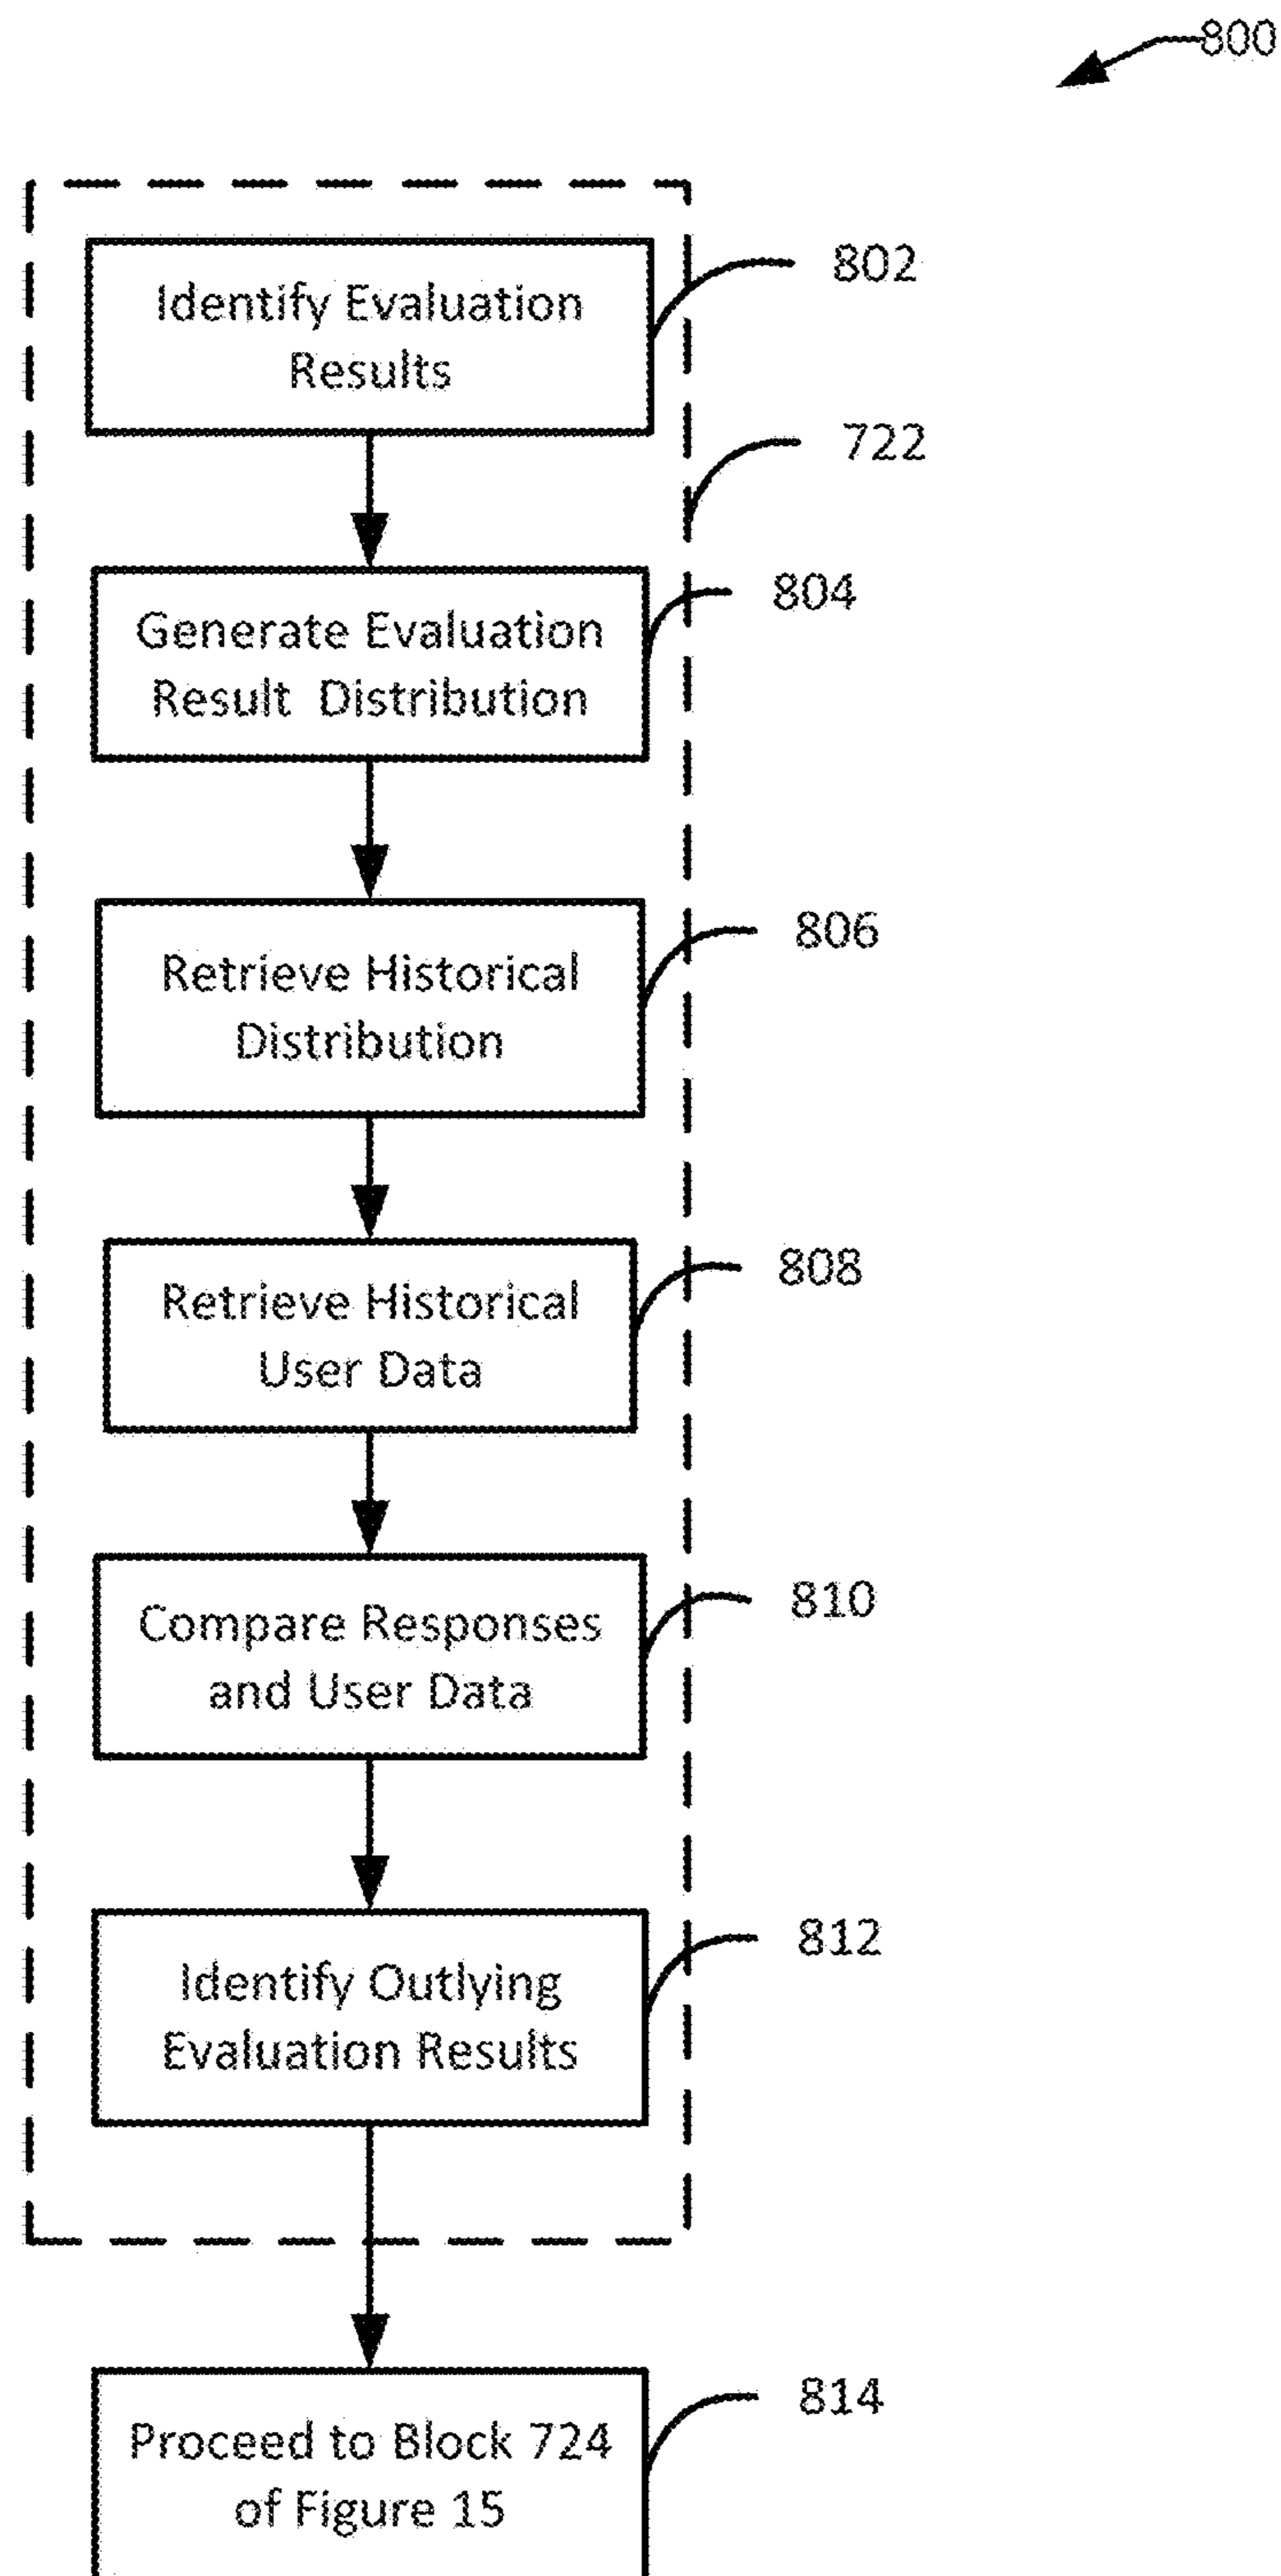 800
Identify Evaluation
Results
802
722
Generate Evaluation
Result Distribution
804
Retrieve Historical
Distribution
806
Retrieve Historical
User Data
808
Compare Responses
and User Data
810
Identify Outlying
Evaluation Results
812
Proceed to Block 724
of Figure 15
814